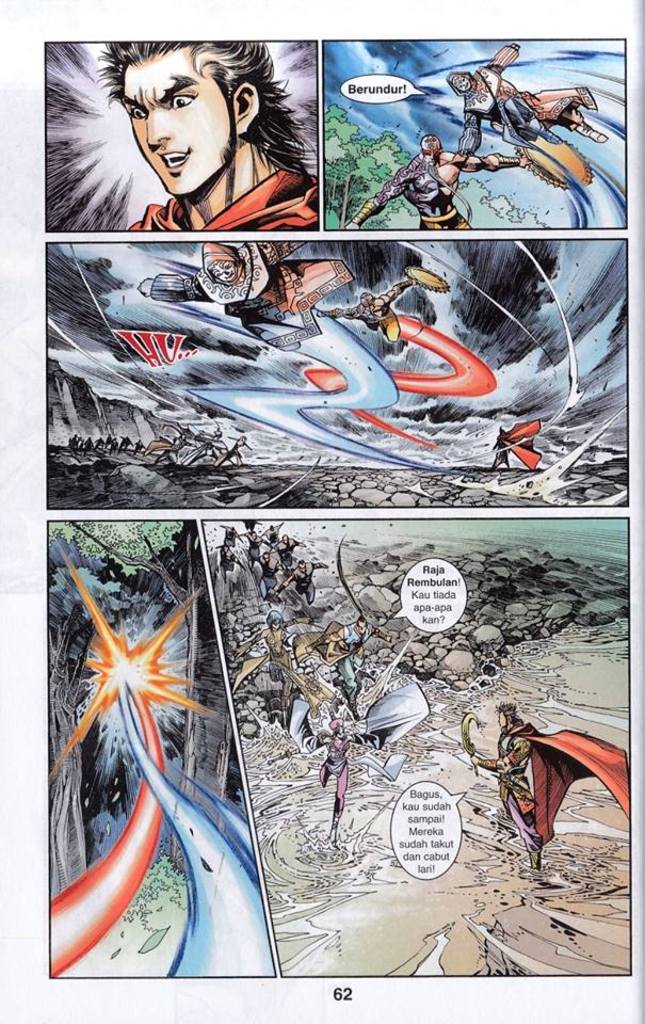 Berundur!
HU...
Raja
Rembulan!
Kau tiada
apa-apa
kan?
Bagus,
kau sudah
sampai!
Mereka
sudah takut
dan cabut
lari!
62